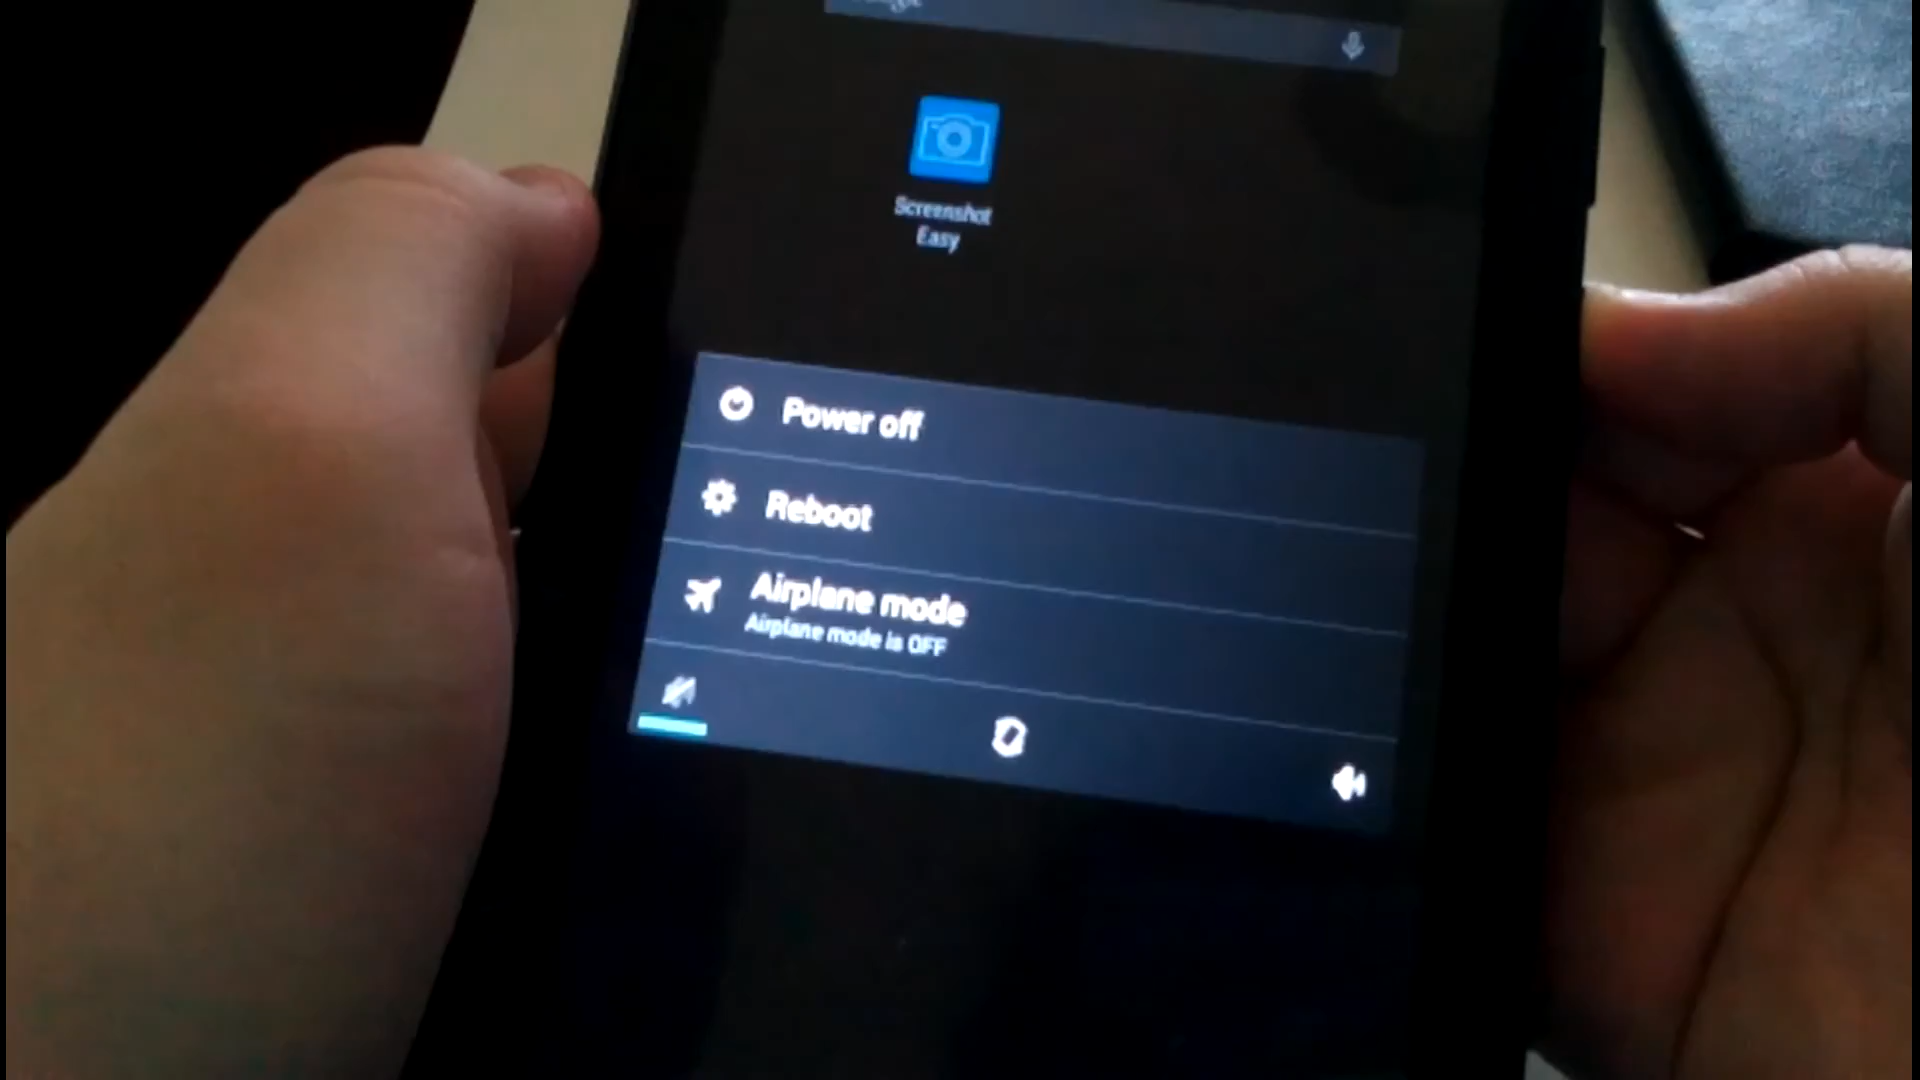 Screenshot
Easy
Power off
Reboot
Airplane mode
Airplane mode is OFF